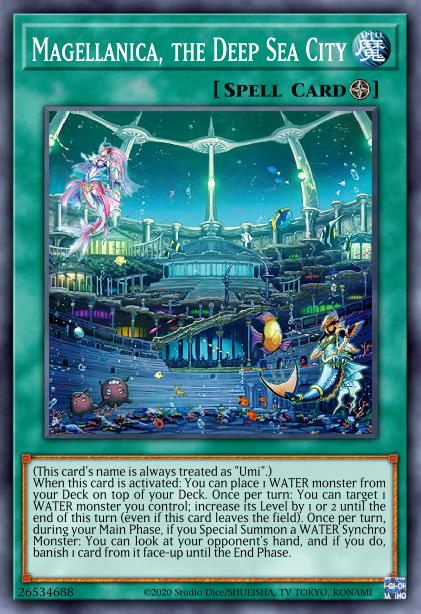 Magellanica, the Deep Sea City
SPELL
魔
[Spell Card]
(This card's name is always treated as "Umi".)
When this card is activated: You can place 1 WATER monster from
your Deck on top of your Deck. Once per turn: You can target 1
WATER monster you control; increase its Level by 1 or 2 until the
end of this turn (even if this card leaves the field). Once per turn,
during your Main Phase, if you Special Summon a WATER Synchro
Monster: You can look at your opponent's hand, and if you do,
banish 1 card from it face-up until the End Phase.
26534688
©2020 Studio Dice/SHUEISHA, TV TOKYO, KONAMI